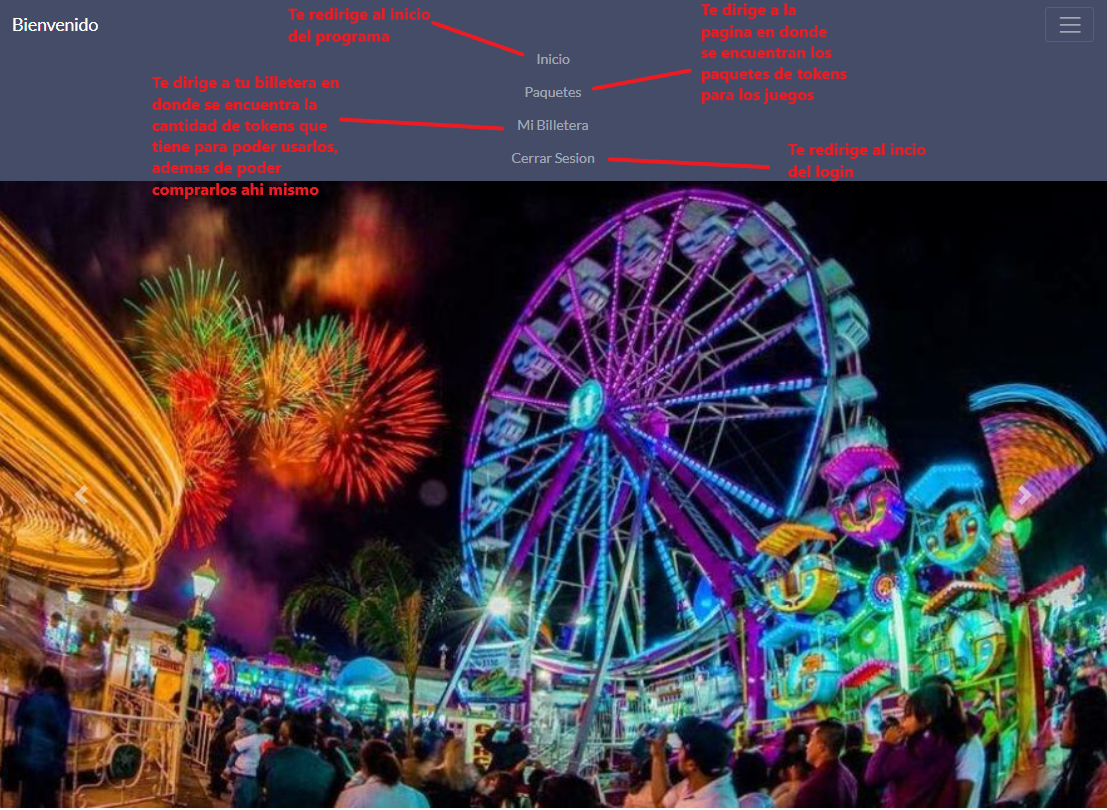 Bienvenido
Te redirige al inicio
del programa
Te dirige a la
pagina en donde
se encuentran los
paquetes de tokens
para los juegos
Inicio
Paquetes
Mi Billetera
Cerrar Sesion
Te dirige a tu billetera en
donde se encuentra la
cantidad de tokens que
tiene para poder usarlos,
ademas de poder
comprarlos ahi mismo
Te redirige al incio
del login